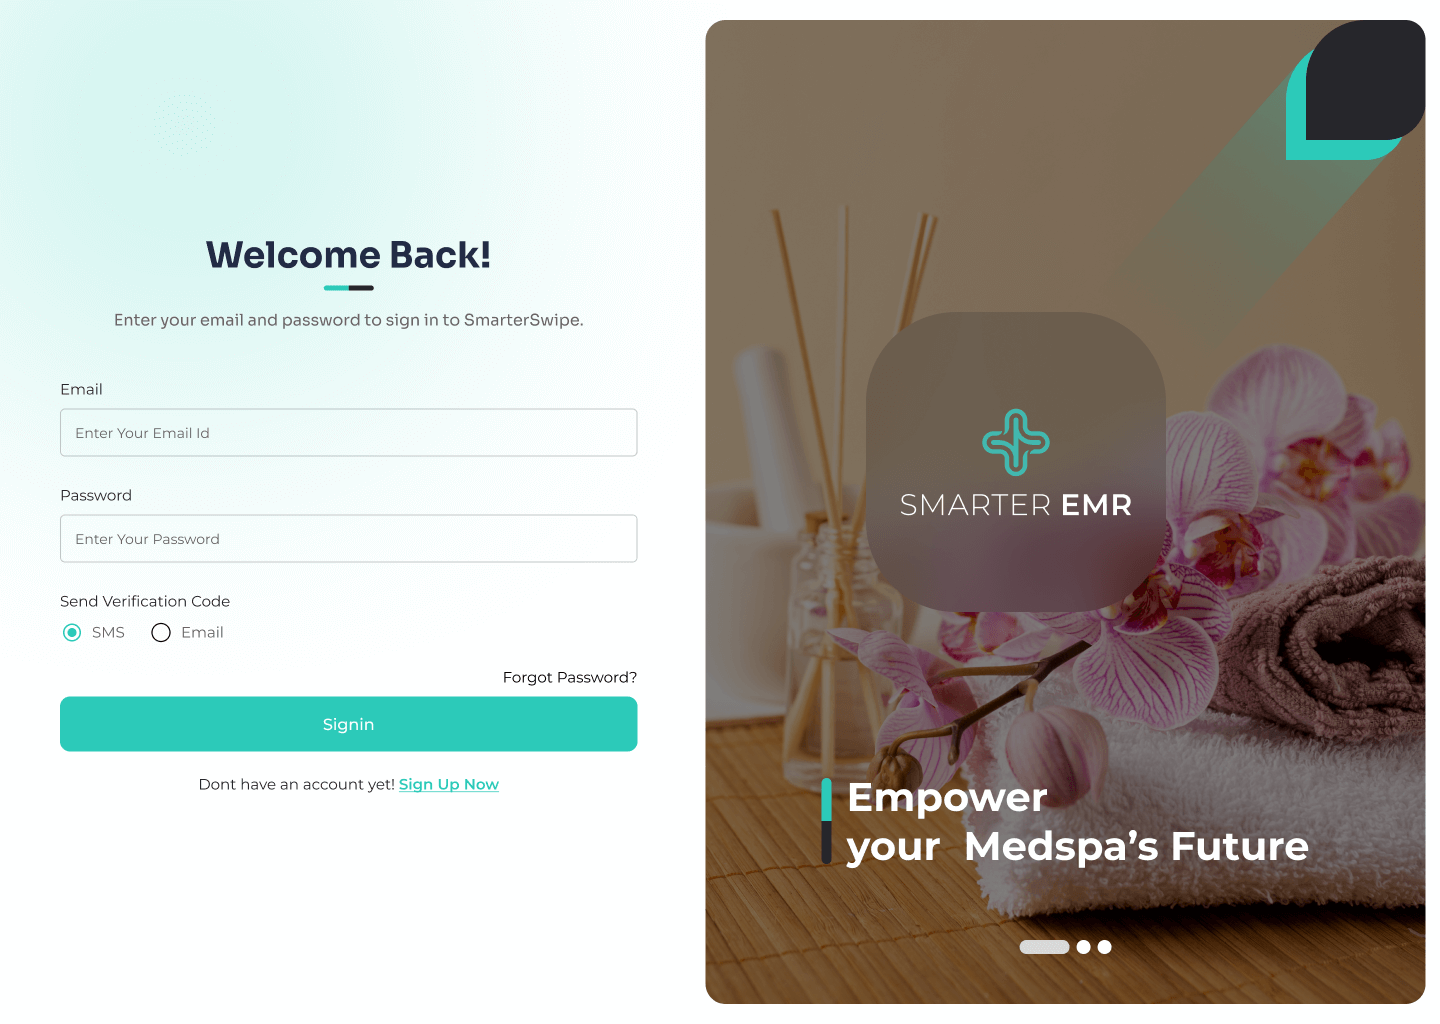 Welcome Back!
Enter your email and password to sign in to SmarterSwipe.
Email
Enter Your Email Id
Password
Enter Your Password
Send Verification Code
SMS
Email
Forgot Password?
Signin
Dont have an account yet! Sign Up Now
SMARTER EMR
Empower
your  Medspa’s Future